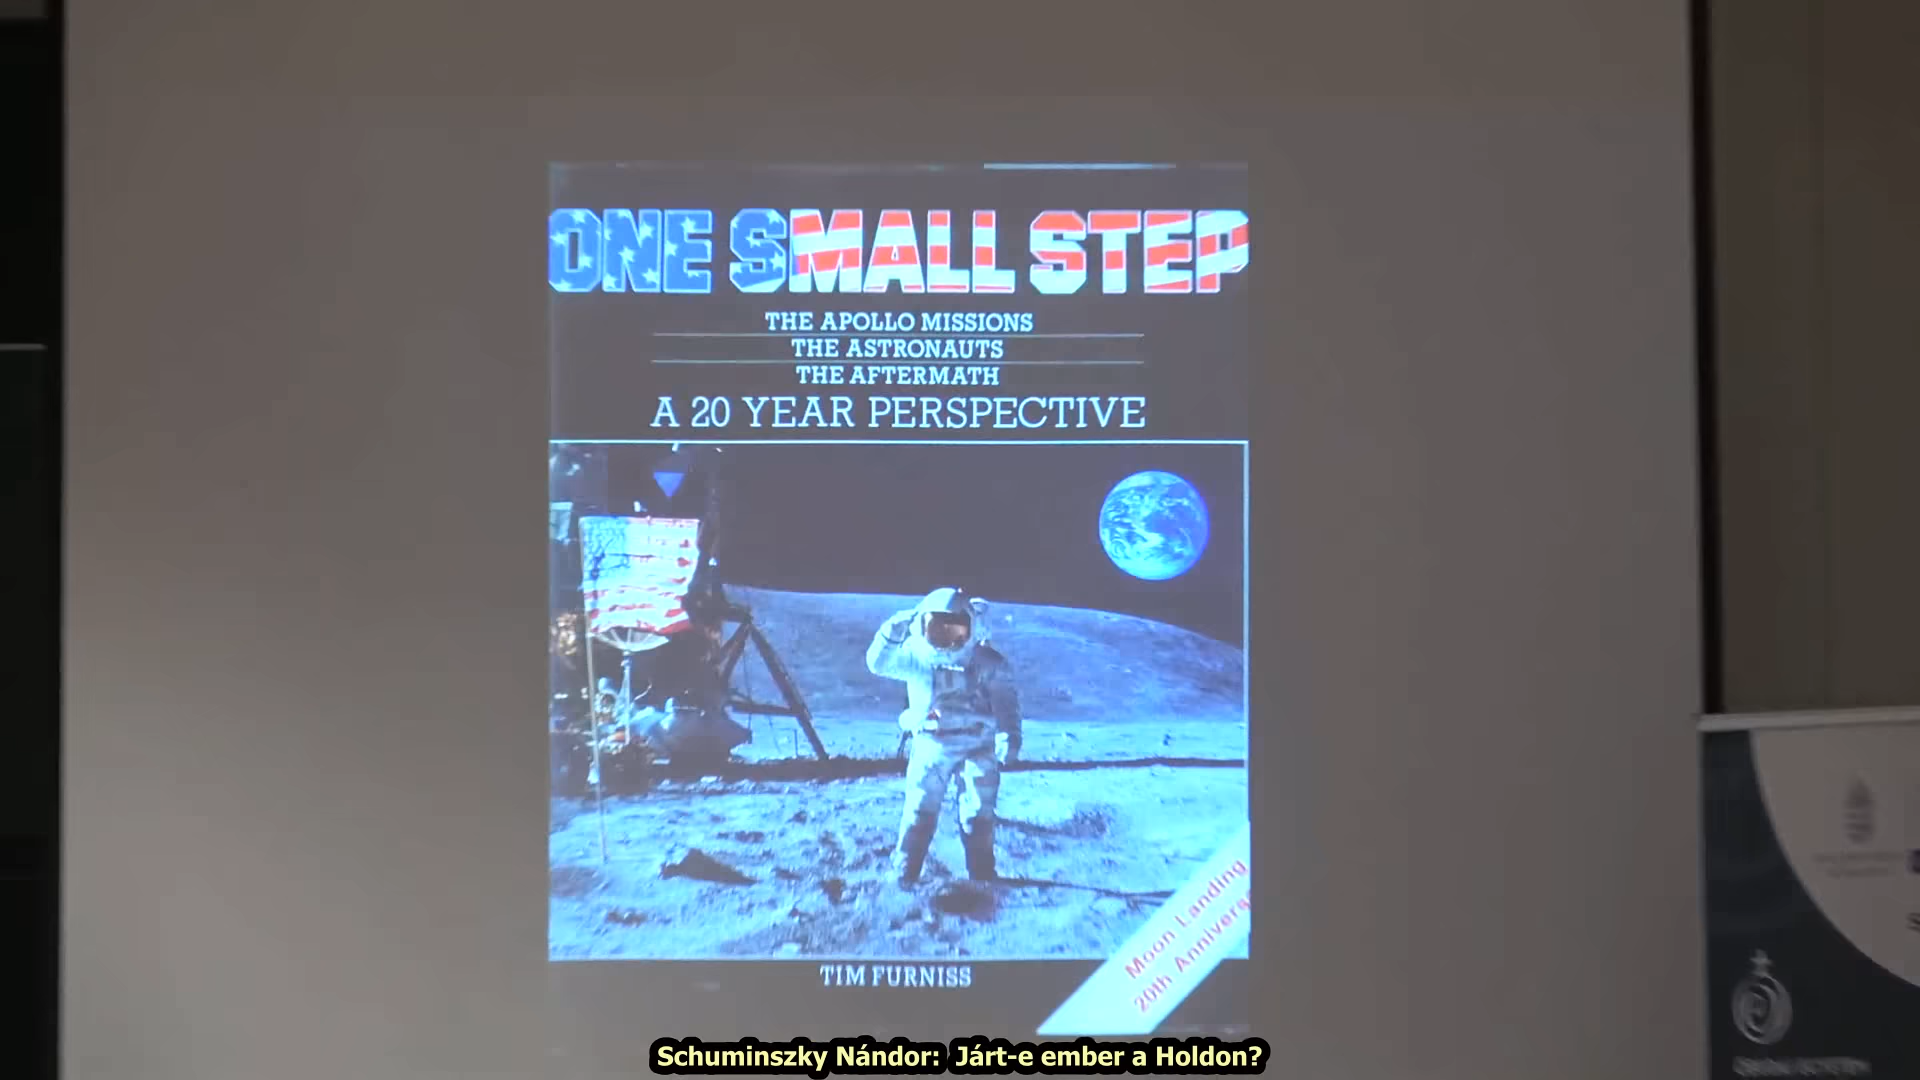 ONE SMALL STEP
THE APOLLO MISSIONS
THE ASTRONAUTS
THE AFTERMATH
A 20 YEAR PERSPECTIVE
Moon Landing
20th Annivers
TIM FURNISS
Schuminszky Nándor: Járt-e ember a Holdon?